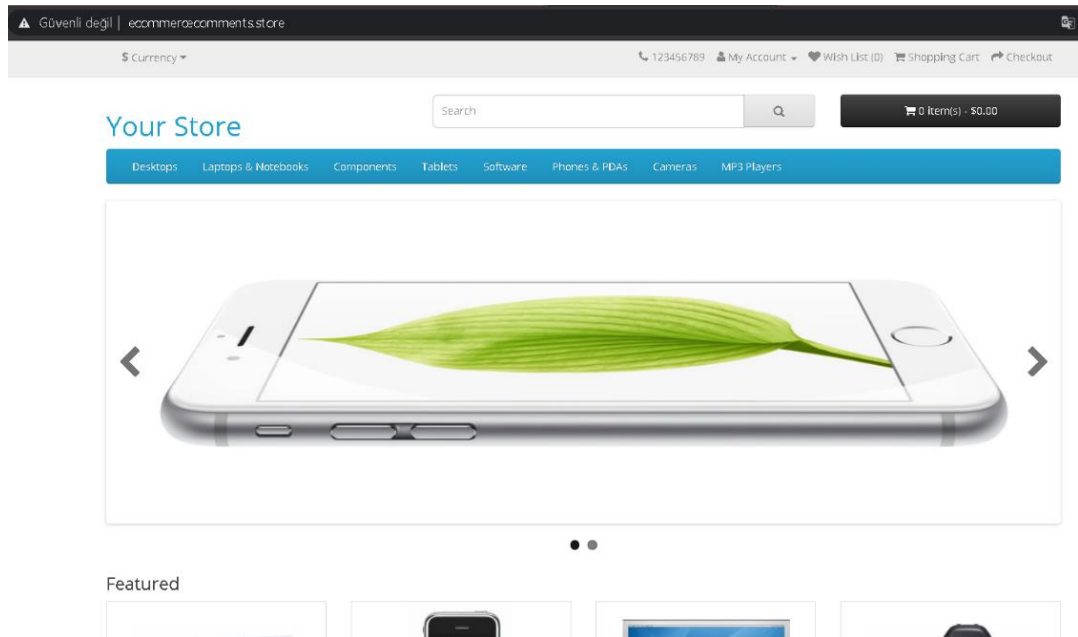 Güvenli değil | ecommercecomments.store
$ Currency
123456789 My Account Wish List (0) Shopping Cart Checkout
Your Store
Search
0 item(s) - $0.00
Desktops Laptops & Notebooks Components Tablets Software Phones & PDAs Cameras MP3 Players
Featured